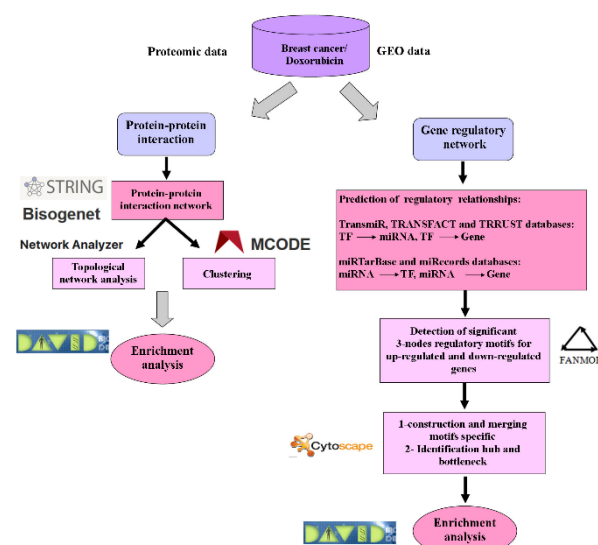 Proteomic data
Breast cancer/
Doxorubicin
GEO data
Protein-protein
interaction
Gene regulatory
network
STRING
Bisogenet
Protein-protein
interaction network
Network Analyzer
MCODE
Topological
network analysis
Clustering
DAVID
Enrichment
analysis
Prediction of regulatory relationships:
TransmiR, TRANSFACT and TRRUST databases:
TF → miRNA, TF → Gene
miRTarBase and miRecords databases:
miRNA → TF, miRNA → Gene
Detection of significant
3-nodes regulatory motifs for
up-regulated and down-regulated
genes
FANMOD
Cytoscape
1-construction and merging
motifs specific
2- Identification hub and
bottleneck
DAVID
Enrichment
analysis